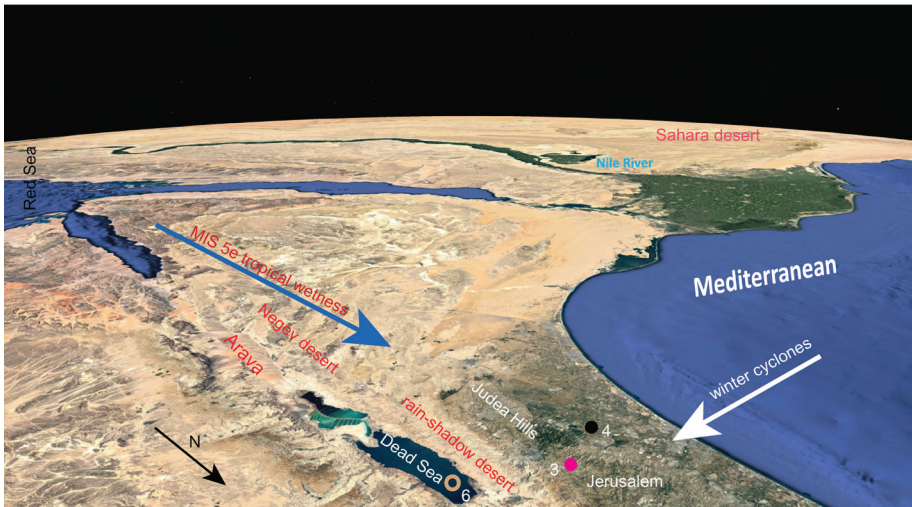 Sahara desert
Nile River
Red Sea
Mediterranean
MIS 5e tropical wetness
Negev desert
Arava
winter cyclones
Judea Hills
rain-shadow desert
N
4
Dead Sea
3
Jerusalem
6